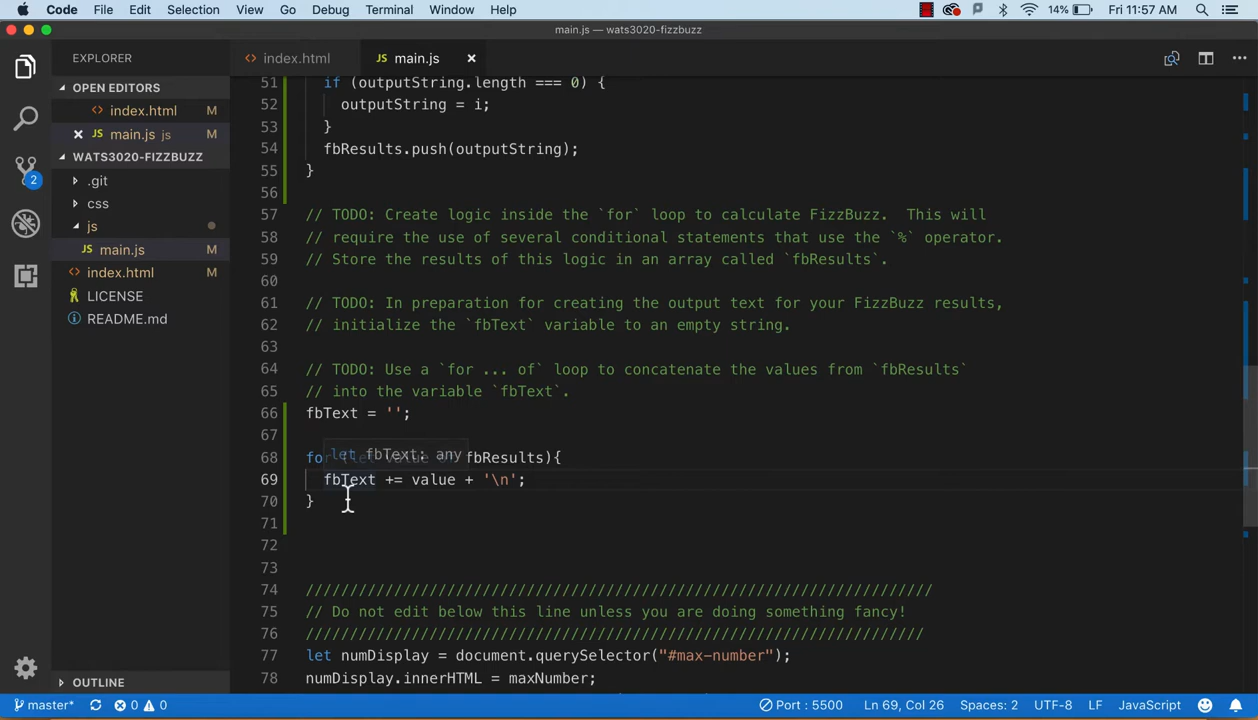 Code File Edit Selection View Go Debug Terminal Window Help 14% Fri 11:57 AM
main.js — wats3020-fizzbuzz
EXPLORER
index.html
JS main.js
OPEN EDITORS
index.html M
JS main.js js M
WATS3020-FIZZBUZZ
.git
css
js
JS main.js M
index.html M
LICENSE
README.md
OUTLINE
2
51 if (outputString.length === 0) {
52 outputString = i;
53 }
54 fbResults.push(outputString);
55 }
56
57 // TODO: Create logic inside the `for` loop to calculate FizzBuzz.  This will
58 // require the use of several conditional statements that use the `%` operator.
59 // Store the results of this logic in an array called `fbResults`.
60
61 // TODO: In preparation for creating the output text for your FizzBuzz results,
62 // initialize the `fbText` variable to an empty string.
63
64 // TODO: Use a `for ... of` loop to concatenate the values from `fbResults`
65 // into the variable `fbText`.
66 fbText = '';
67
let fbText: any
68 for (let value of fbResults){
69 fbText += value + '\n';
70 }
71
72
73
74 ///////////////////////////////////////////////////////////////////////
75 // Do not edit below this line unless you are doing something fancy!
76 //////////////////////////////////////////////////////////////////////
77 let numDisplay = document.querySelector("#max-number");
78 numDisplay.innerHTML = maxNumber;
master* 0 0 Port : 5500 Ln 69, Col 26 Spaces: 2 UTF-8 LF JavaScript